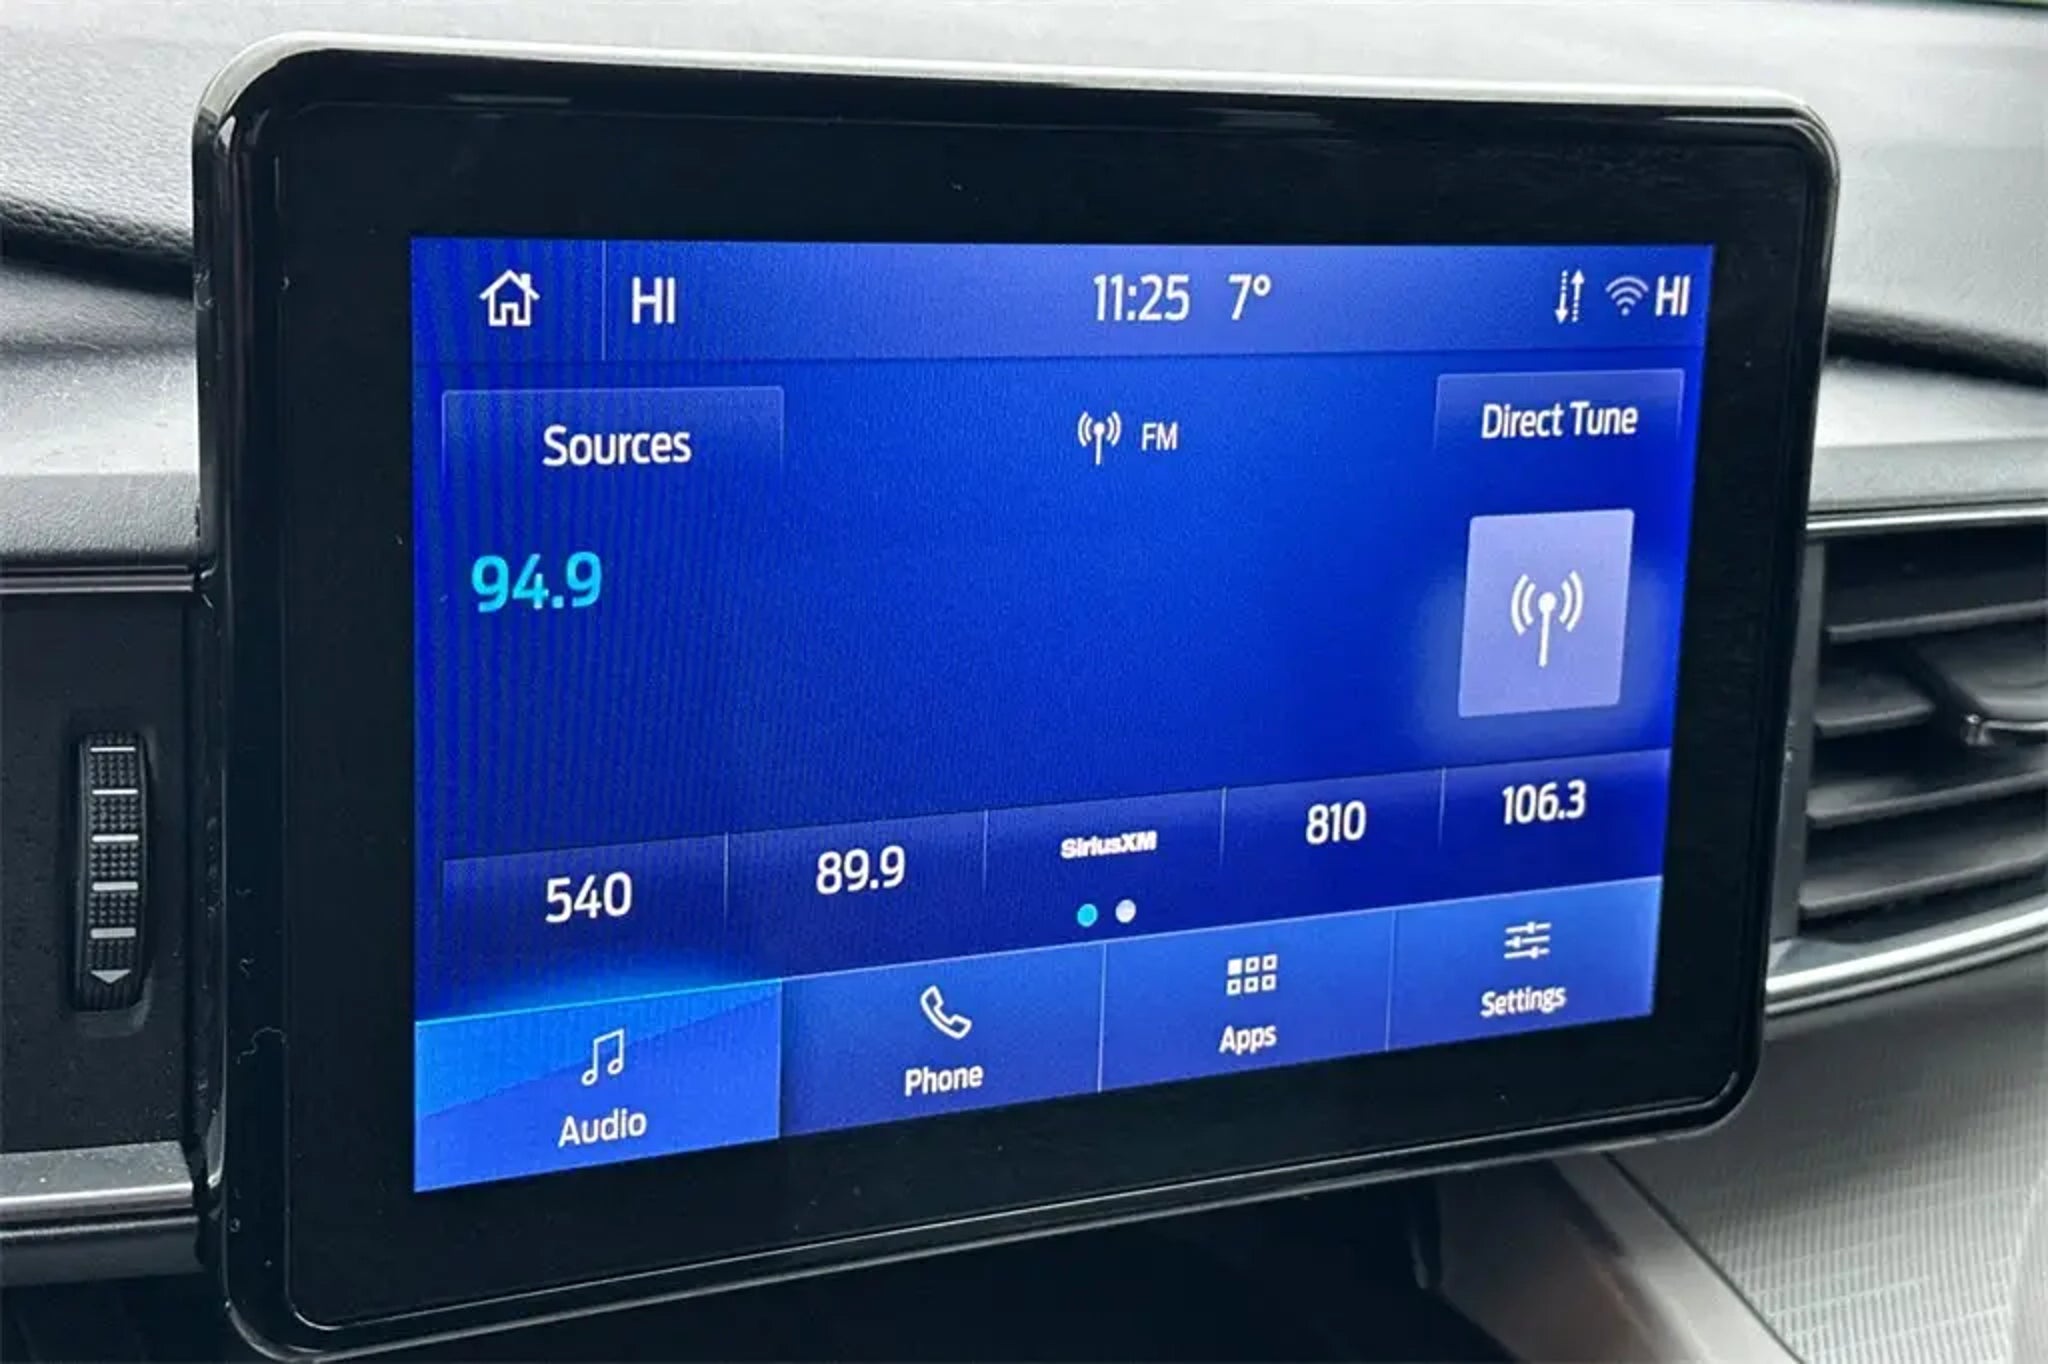 HI 11:25 7° HI
Sources FM Direct Tune
94.9
540 89.9 SiriusXM 810 106.3
Audio Phone Apps Settings